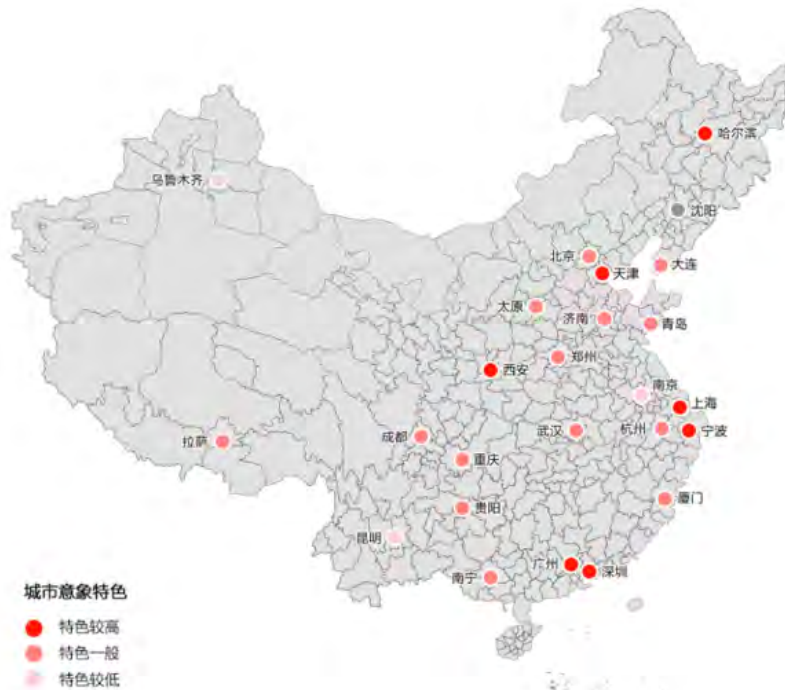 哈尔滨
乌鲁木齐
沈阳
北京
大连
天津
太原
济南
青岛
郑州
西安
南京
上海
拉萨
成都
武汉
杭州
宁波
重庆
厦门
贵阳
昆明
广州
深圳
南宁
城市意象特色
特色较高
特色一般
特色较低